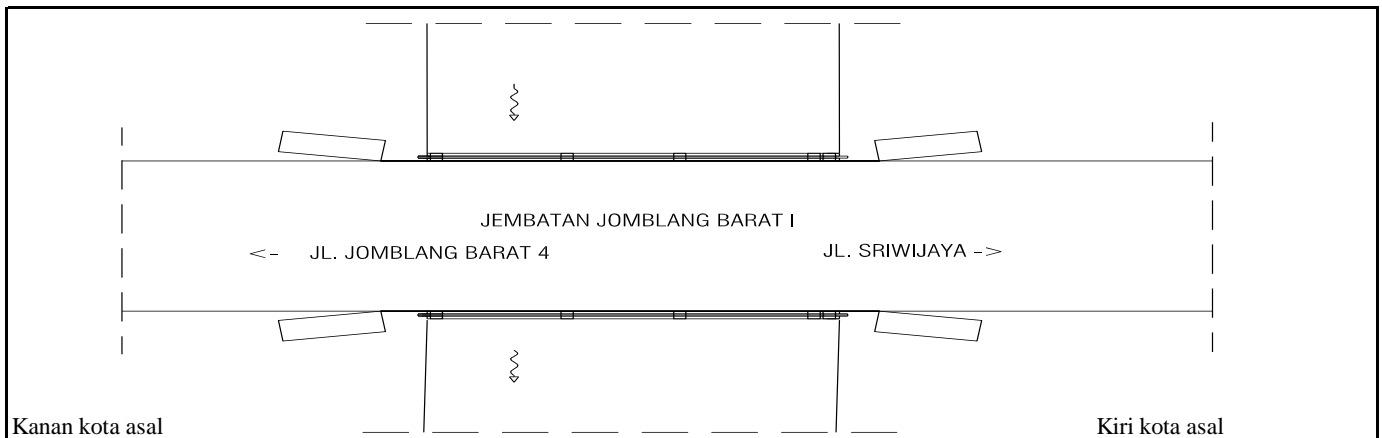 JEMBATAN JOMBLANG BARAT I
<- JL. JOMBLANG BARAT 4
JL. SRIWIJAYA ->
Kanan kota asal
Kiri kota asal